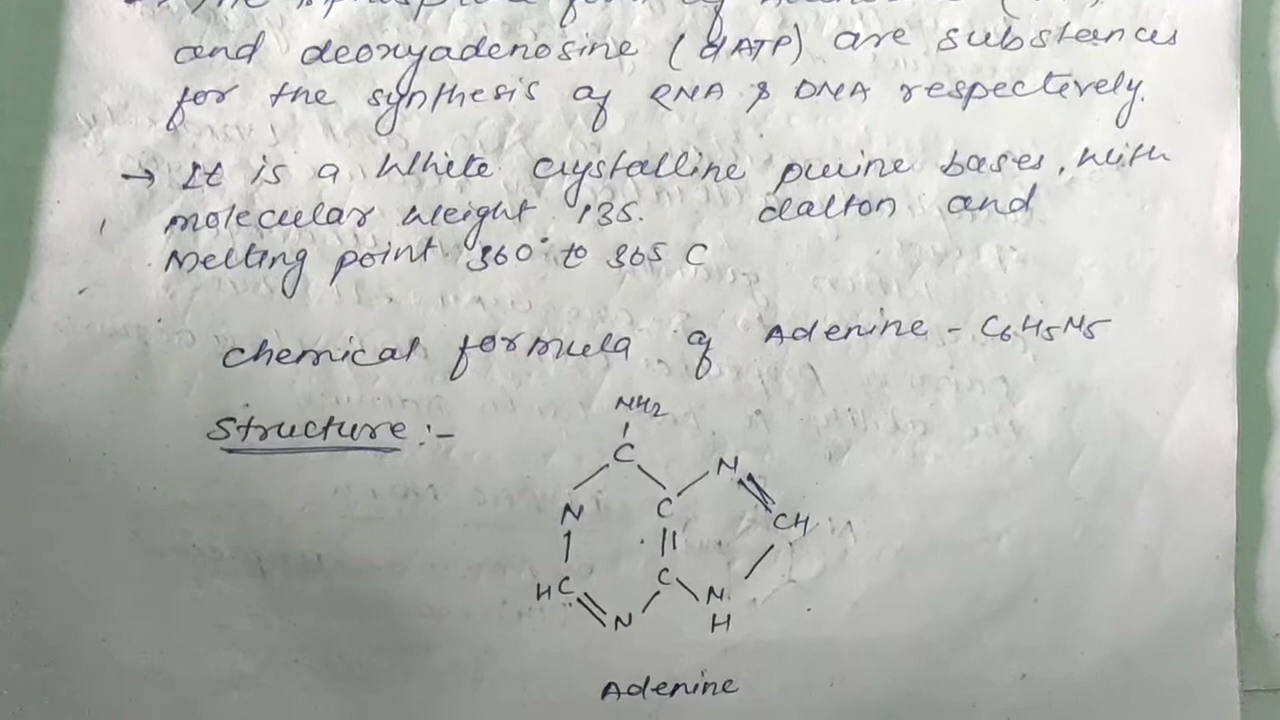 and deoxyadenosine (dATP) are substances
for the synthesis of RNA & DNA respectively.
→ It is a white crystalline purine bases, with
molecular weight 135. dalton and
Melting point 360° to 365 C
Chemical formula of Adenine - C6H5N5
Structure :-
NH2
C
N
N
C
CH
HC
C
N
N
H
Adenine